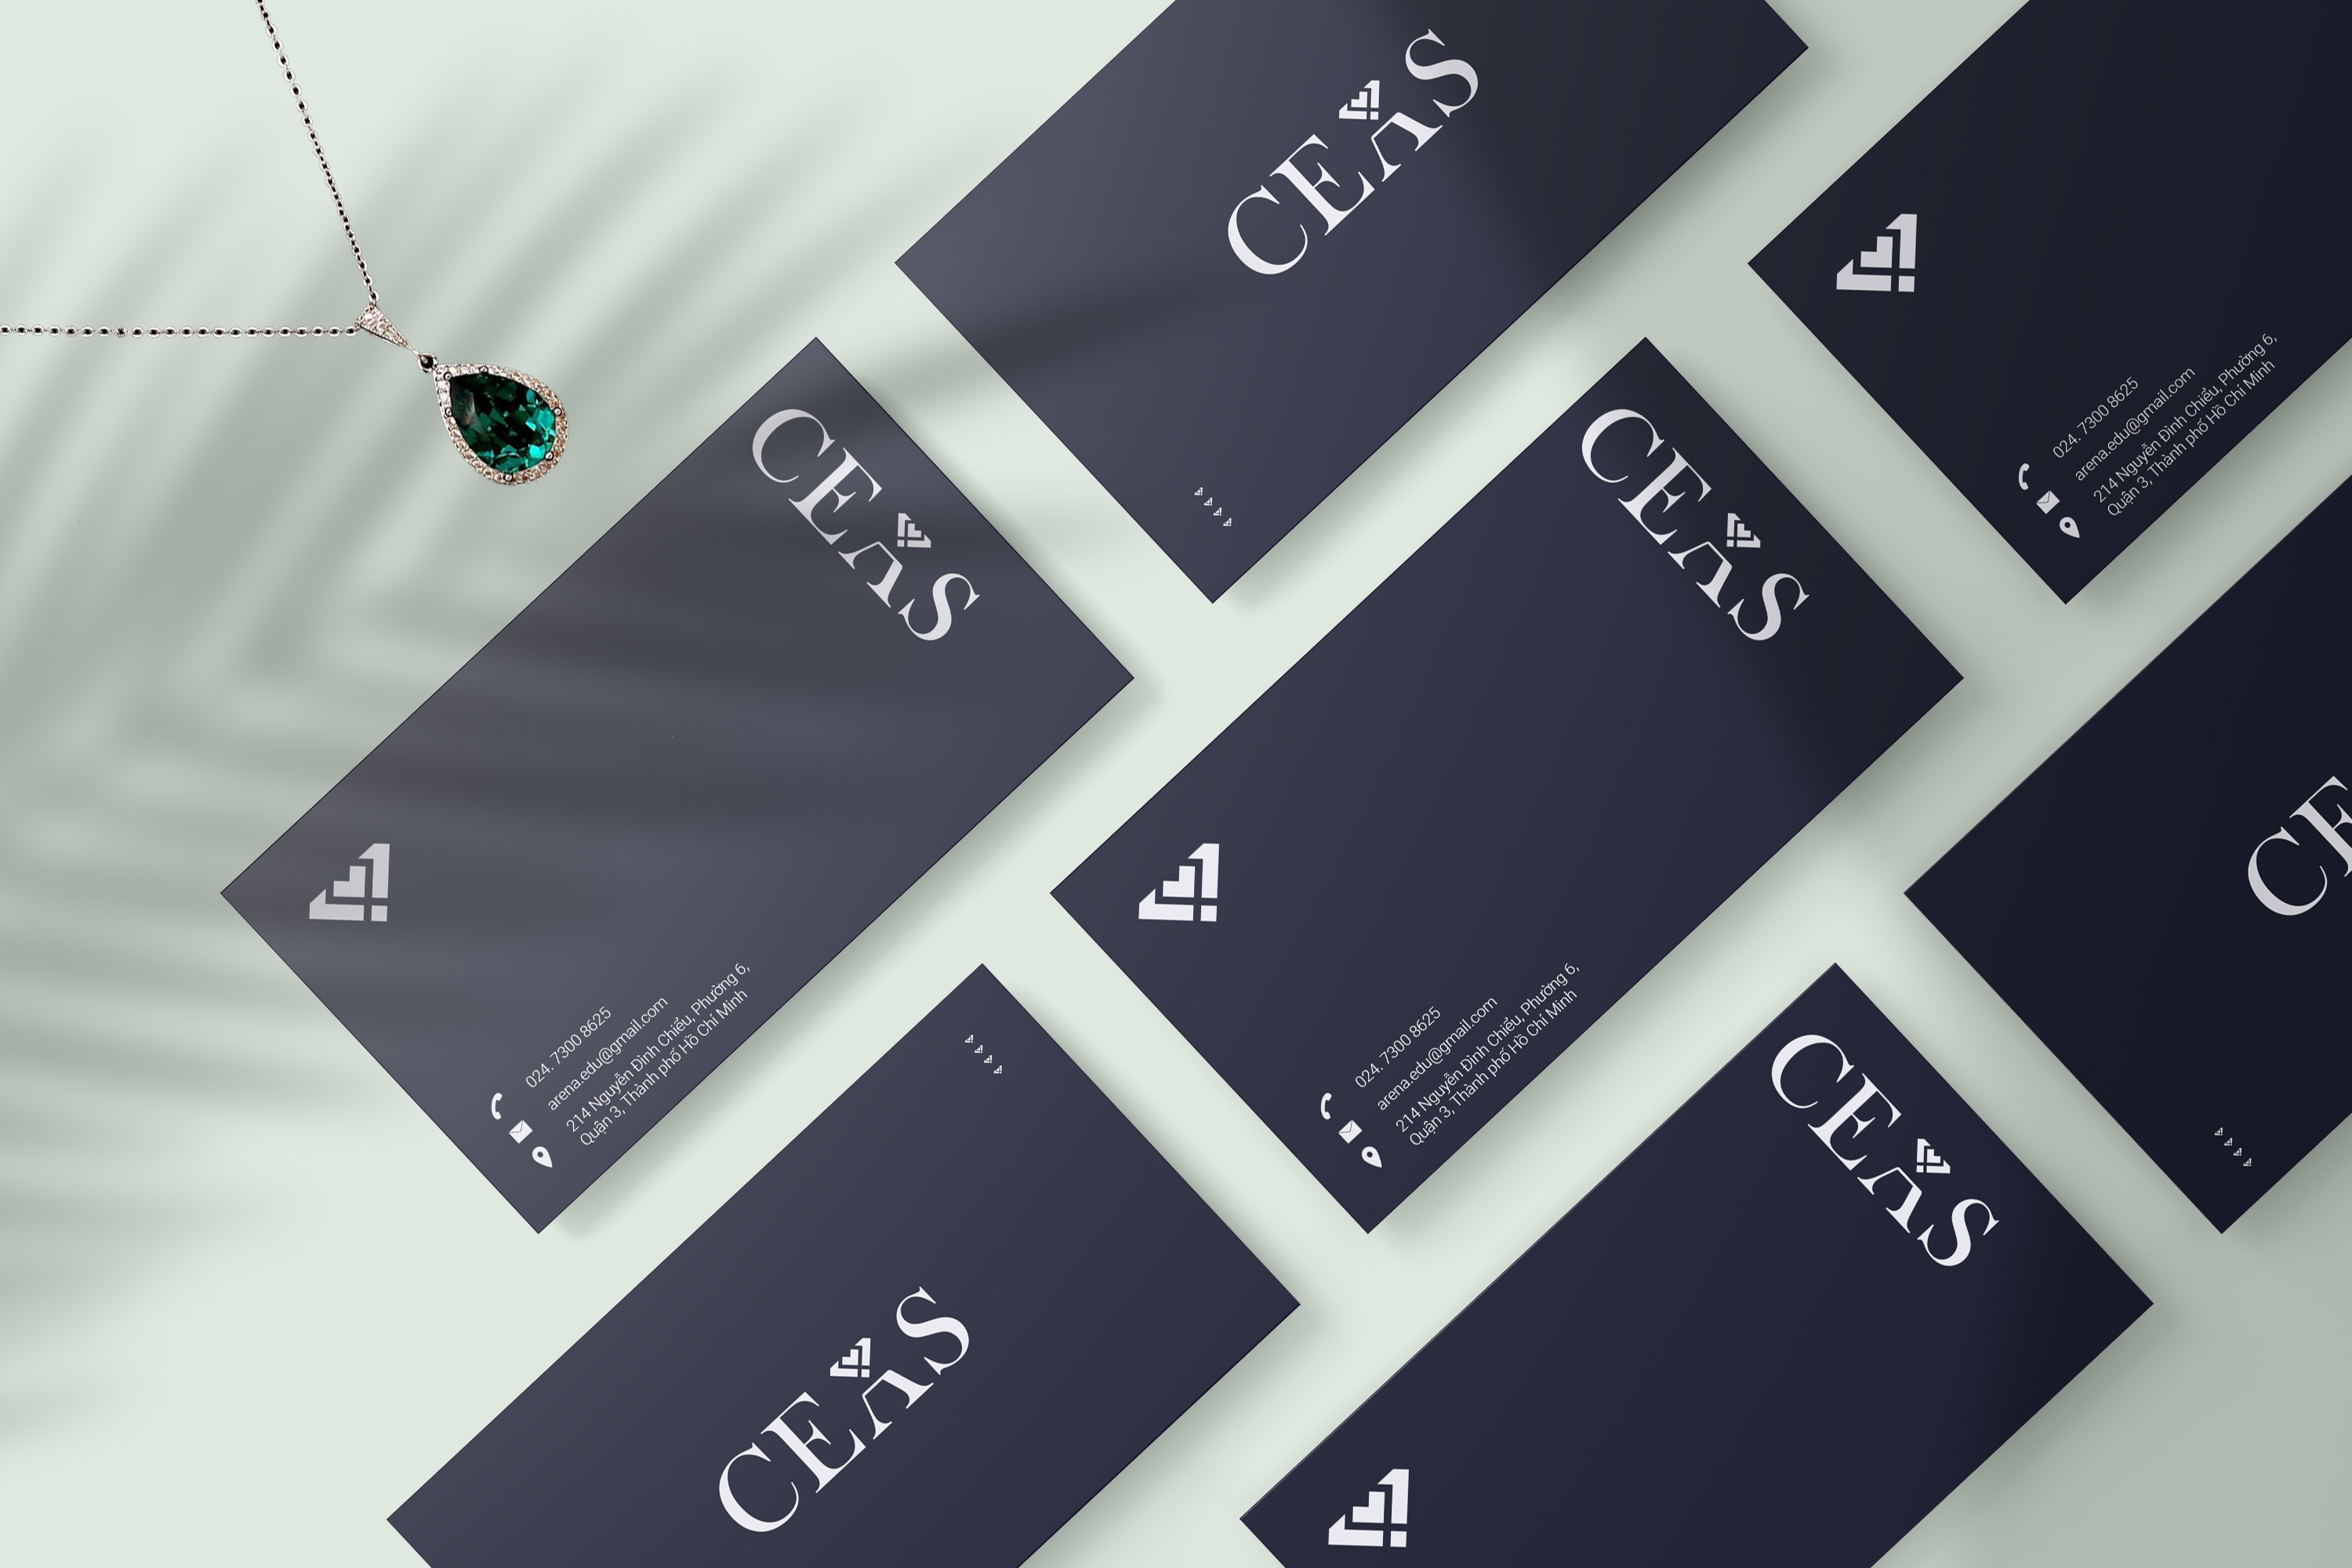 CEAS
024. 7300 8625
arena.edu@gmail.com
214 Nguyễn Đình Chiểu, Phường 6,
Quận 3, Thành phố Hồ Chí Minh
CEAS
024. 7300 8625
arena.edu@gmail.com
214 Nguyễn Đình Chiểu, Phường 6,
Quận 3, Thành phố Hồ Chí Minh
CEAS
024. 7300 8625
arena.edu@gmail.com
214 Nguyễn Đình Chiểu, Phường 6,
Quận 3, Thành phố Hồ Chí Minh
CE
CEAS
CEAS